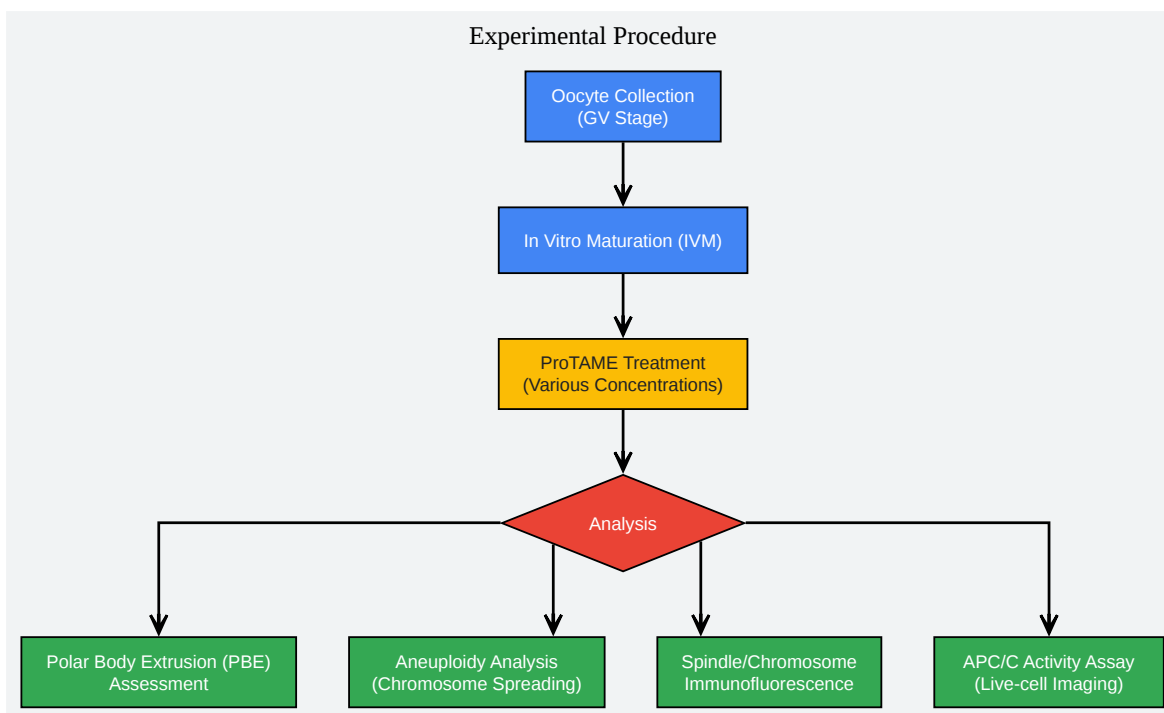 Experimental Procedure
Oocyte Collection
(GV Stage)
In Vitro Maturation (IVM)
ProTAME Treatment
(Various Concentrations)
Analysis
Polar Body Extrusion (PBE)
Assessment
Aneuploidy Analysis
(Chromosome Spreading)
Spindle/Chromosome
Immunofluorescence
APC/C Activity Assay
(Live-cell Imaging)